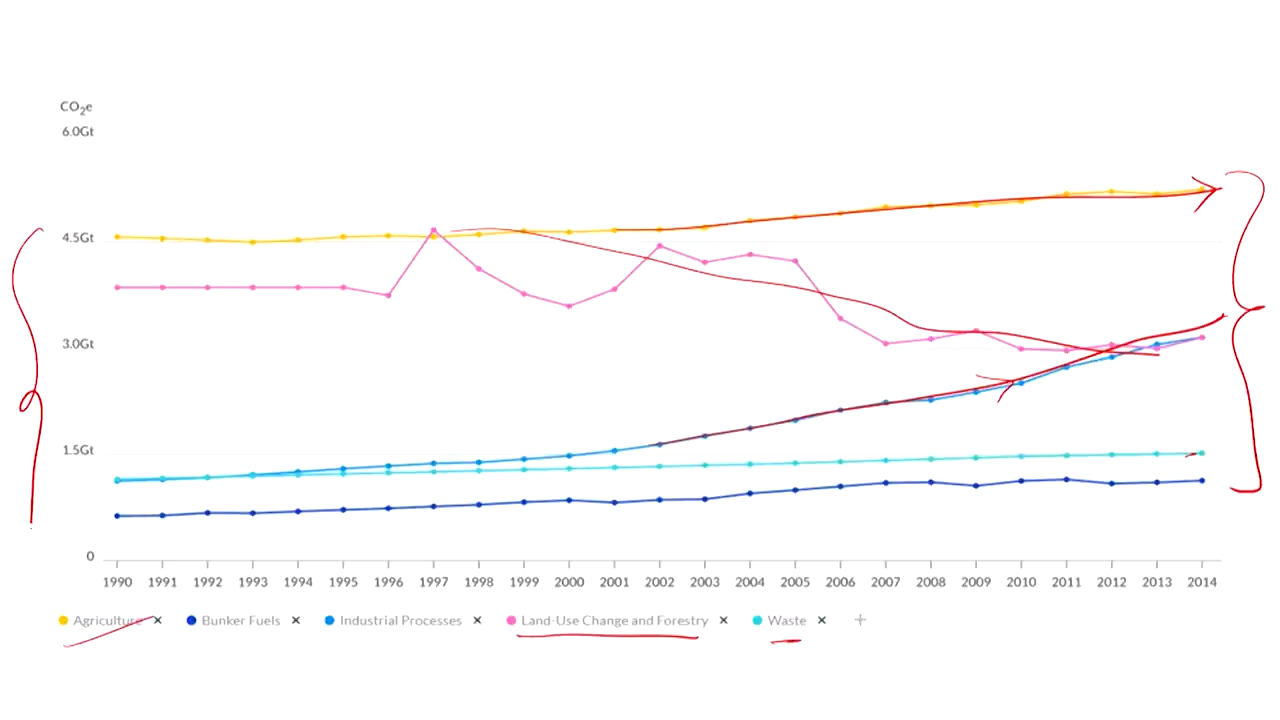 CO₂e
6.0Gt
4.5Gt
3.0Gt
1.5Gt
0
1990 1991 1992 1993 1994 1995 1996 1997 1998 1999 2000 2001 2002 2003 2004 2005 2006 2007 2008 2009 2010 2011 2012 2013 2014
Agriculture × Bunker Fuels × Industrial Processes × Land-Use Change and Forestry × Waste × +